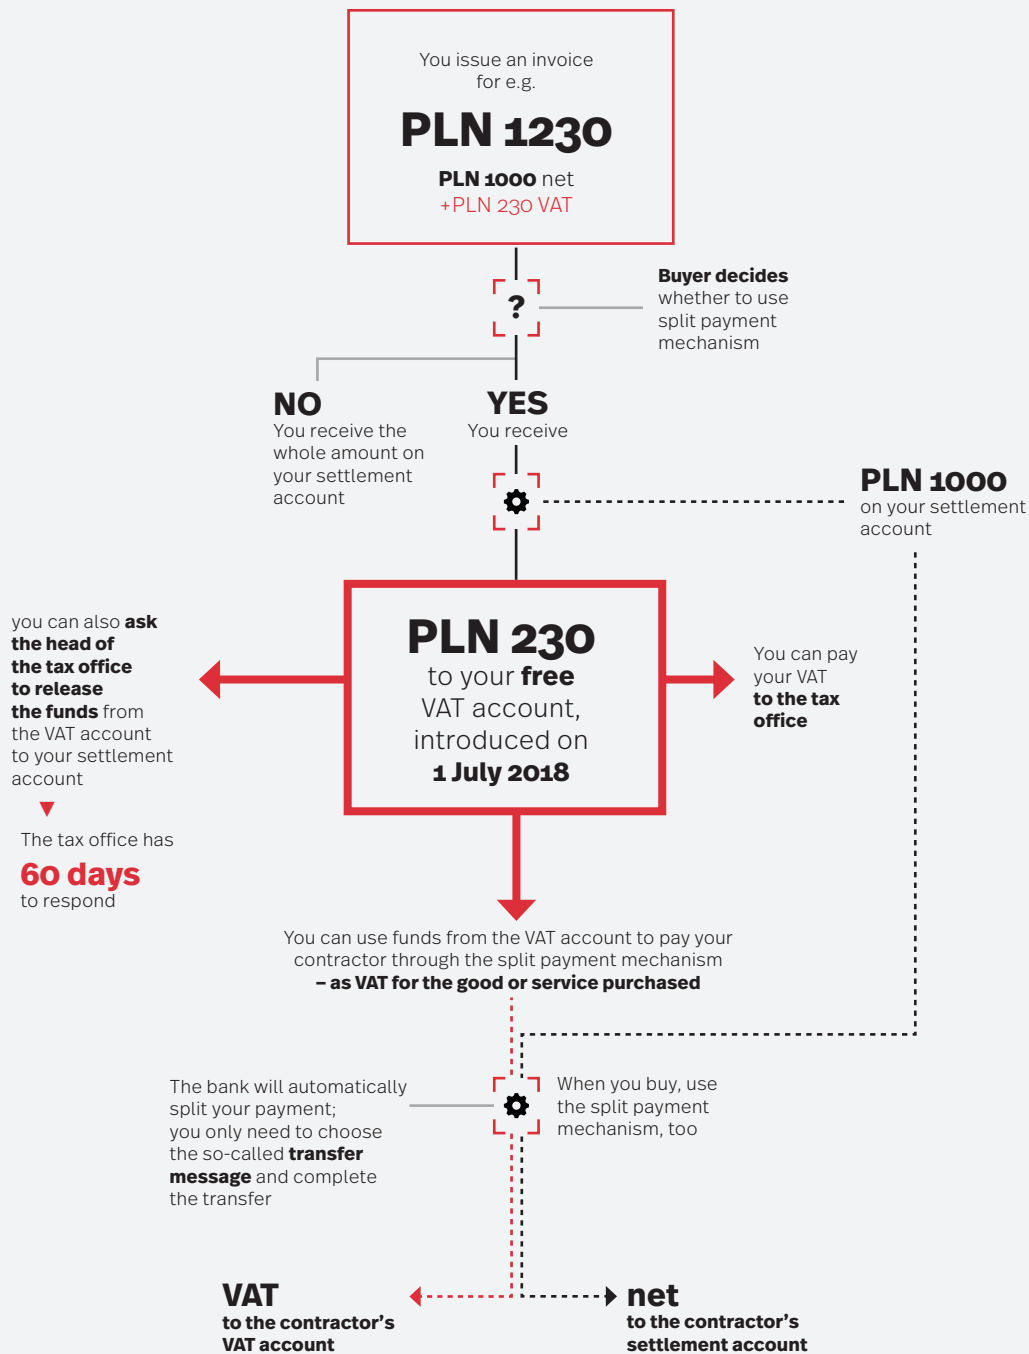 You issue an invoice
for e.g.
PLN 1230
PLN 1000 net
+PLN 230 VAT
?
Buyer decides
whether to use
split payment
mechanism
NO
You receive the
whole amount on
your settlement
account
YES
You receive
PLN 1000
on your settlement
account
you can also ask
the head of
the tax office
to release
the funds from
the VAT account
to your settlement
account
The tax office has
60 days
to respond
PLN 230
to your free
VAT account,
introduced on
1 July 2018
You can pay
your VAT
to the tax
office
You can use funds from the VAT account to pay your
contractor through the split payment mechanism
– as VAT for the good or service purchased
The bank will automatically
split your payment;
you only need to choose
the so-called transfer
message and complete
the transfer
When you buy, use
the split payment
mechanism, too
VAT
to the contractor's
VAT account
net
to the contractor's
settlement account